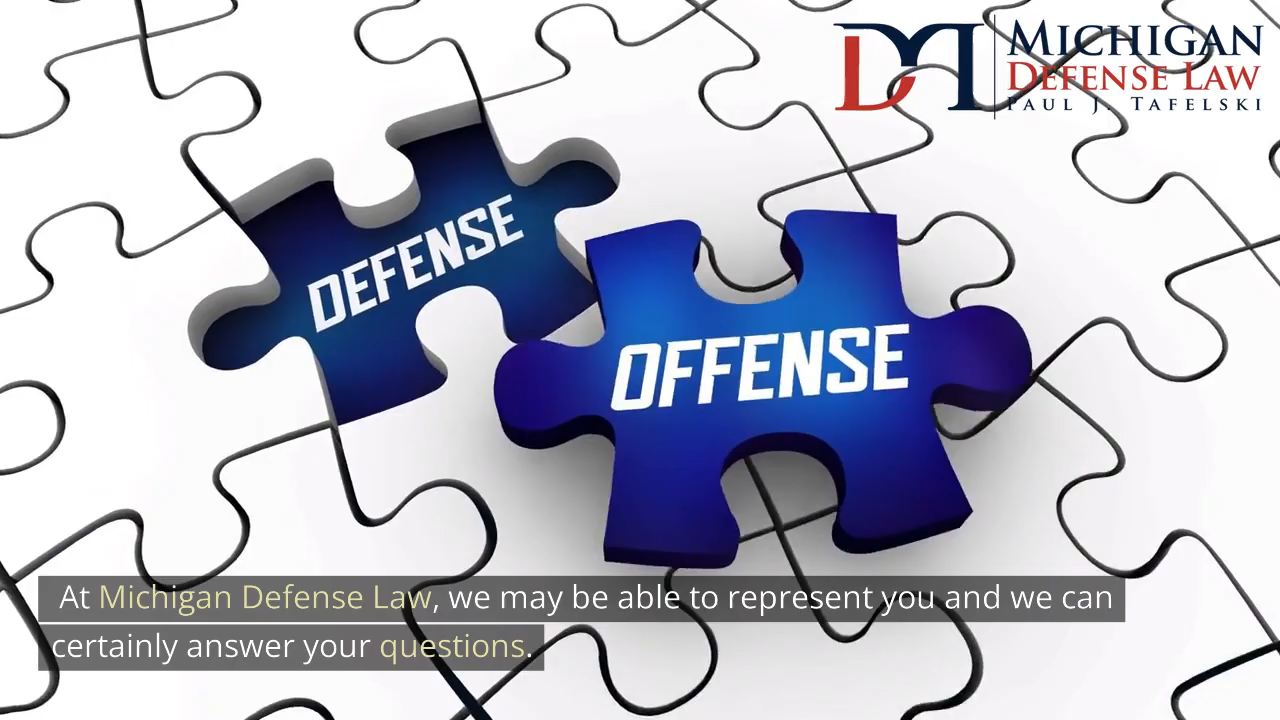 MICHIGAN
DEFENSE LAW
PAUL J. TAFELSKI
DEFENSE
OFFENSE
At Michigan Defense Law, we may be able to represent you and we can
certainly answer your questions.